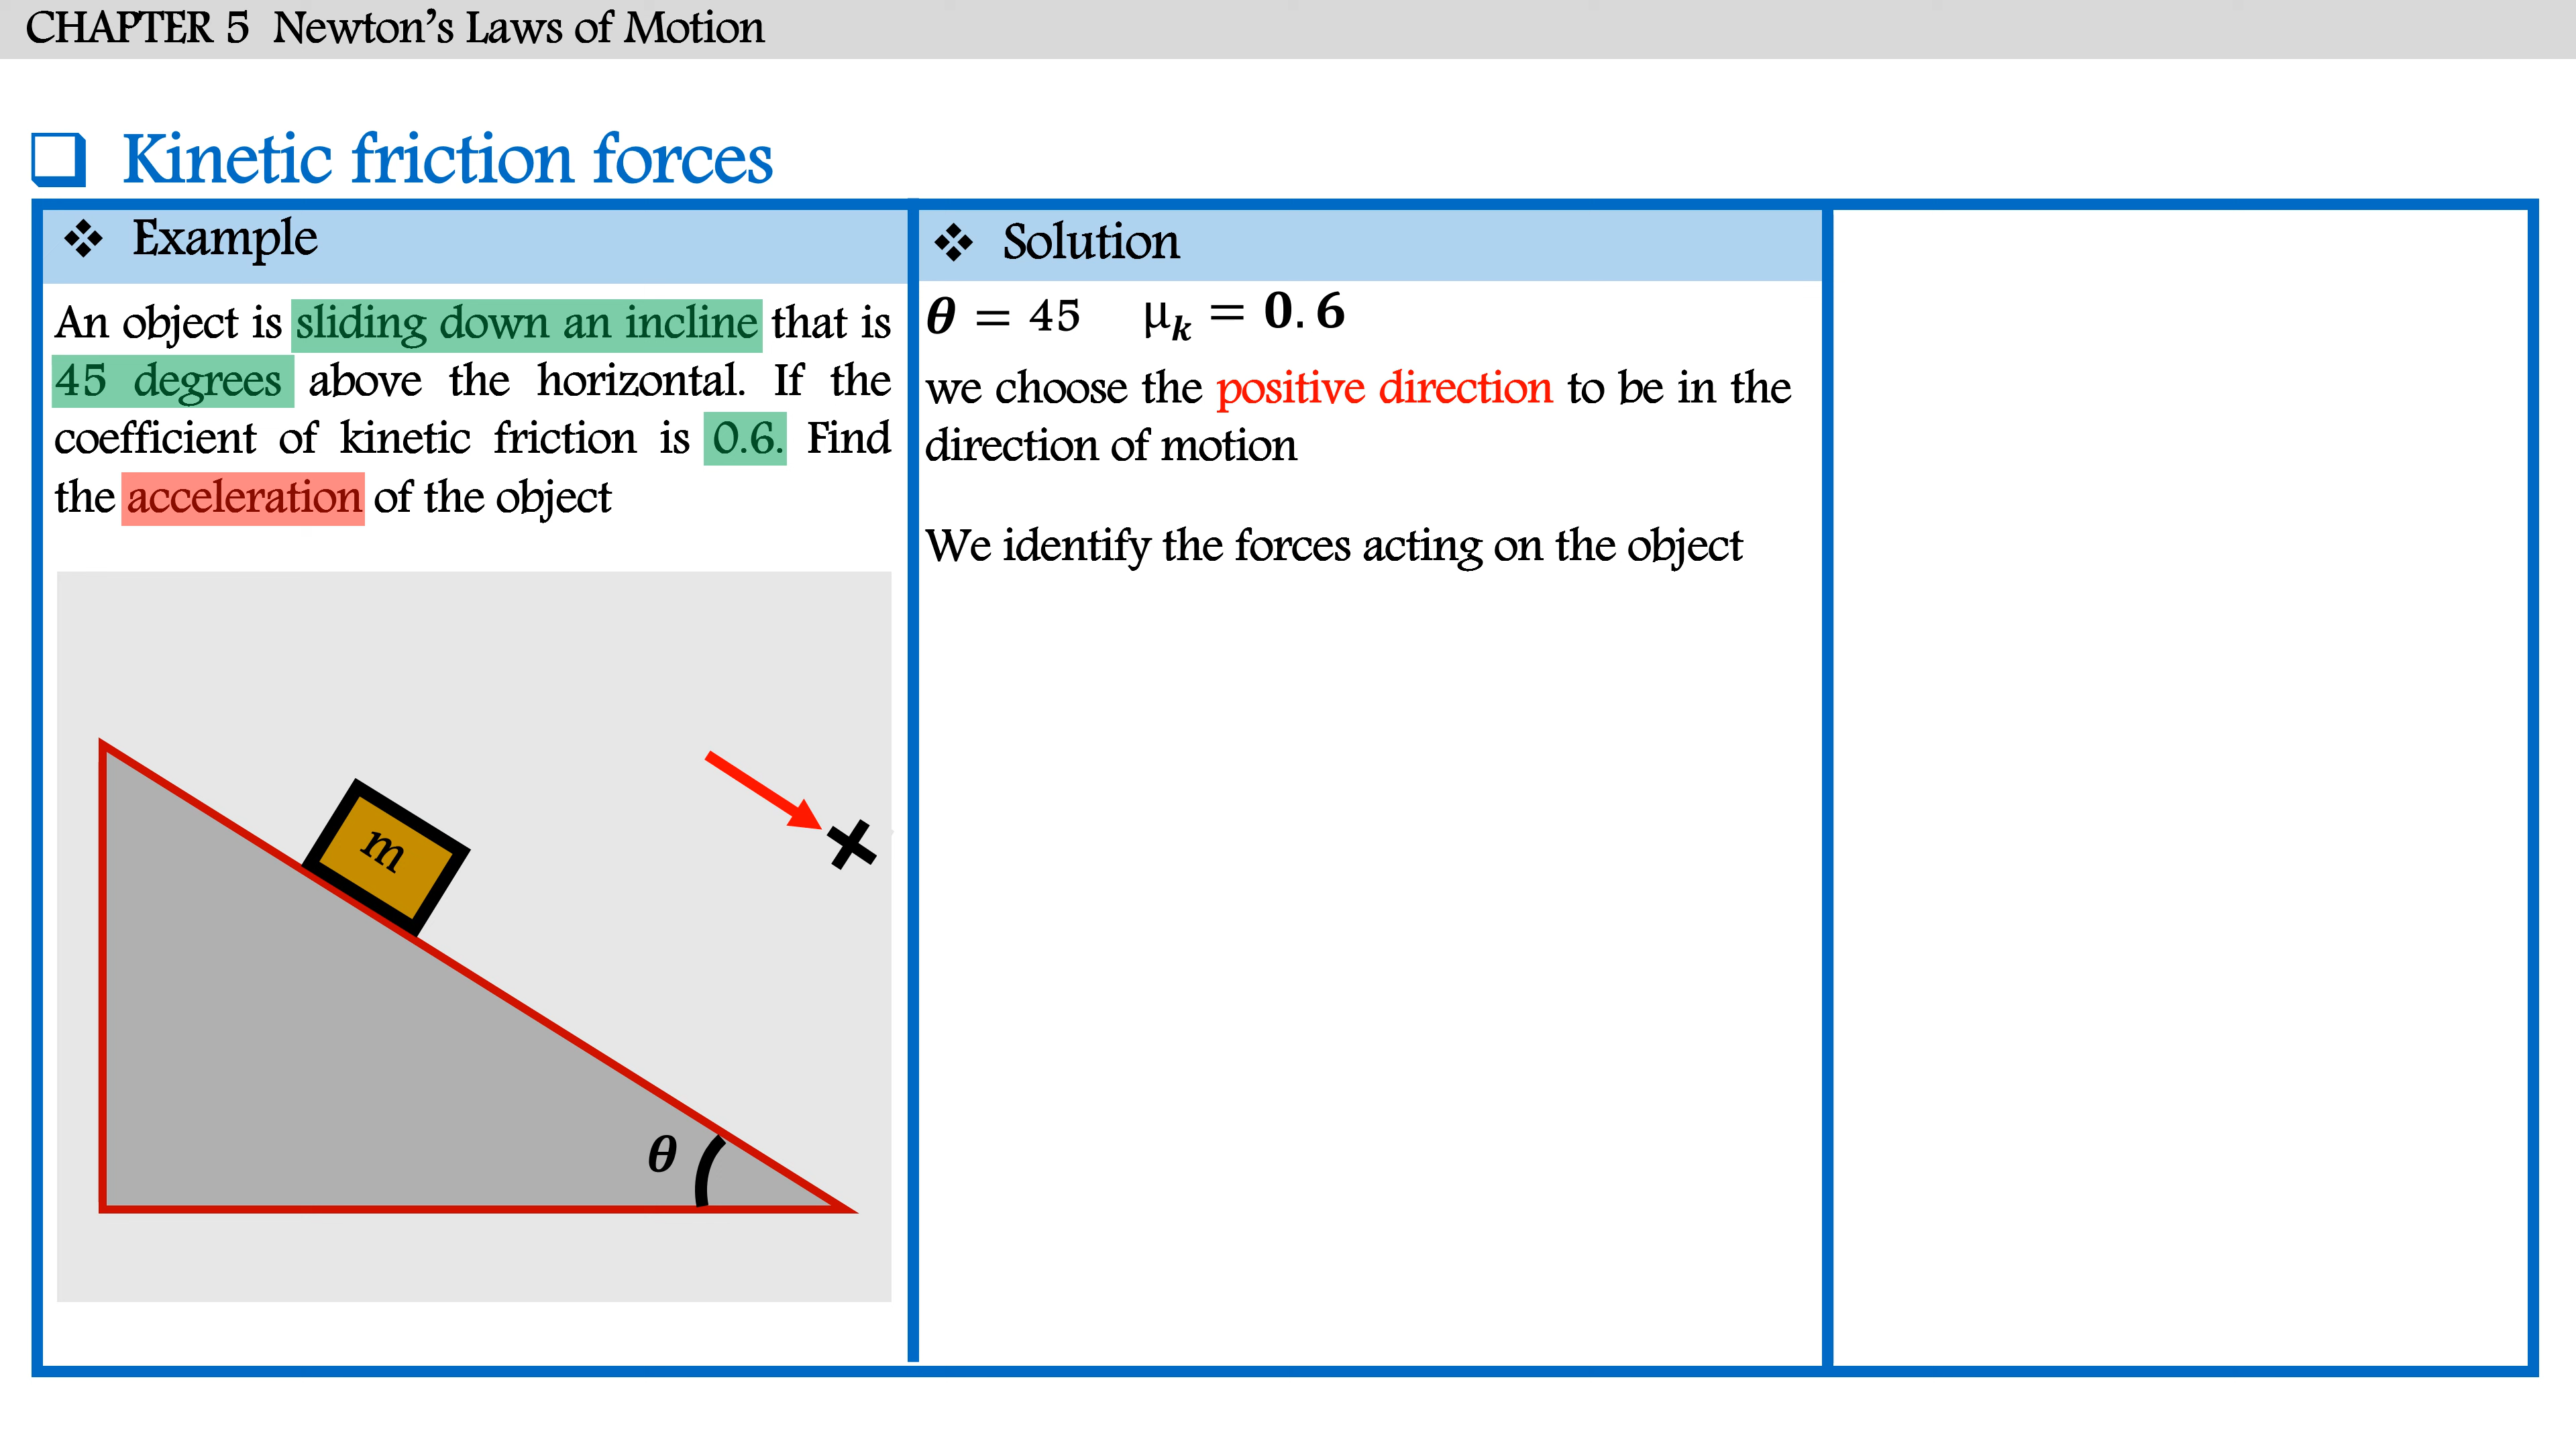 CHAPTER 5 Newton's Laws of Motion
❑ Kinetic friction forces
❖ Example
An object is sliding down an incline that is
45 degrees above the horizontal. If the
coefficient of kinetic friction is 0.6. Find
the acceleration of the object
m
+
θ
❖ Solution
θ = 45 μₖ = 0.6
we choose the positive direction to be in the
direction of motion
We identify the forces acting on the object